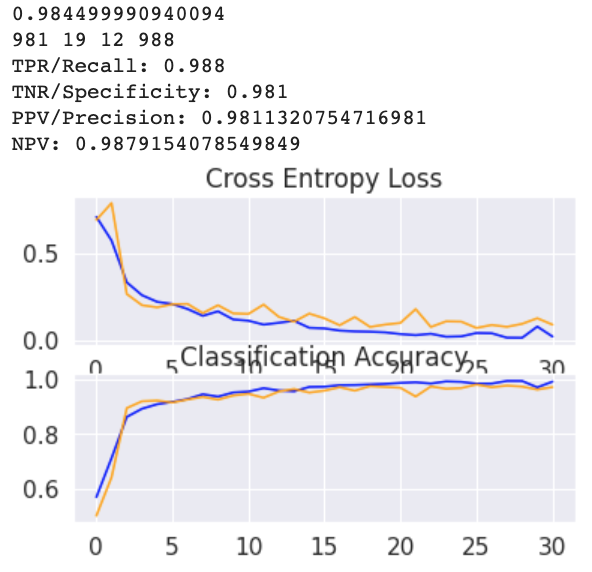 0.984499990940094
981 19 12 988
TPR/Recall: 0.988
TNR/Specificity: 0.981
PPV/Precision: 0.9811320754716981
NPV: 0.9879154078549849
Cross Entropy Loss
0.5
0.0
0 5 10 15 20 25 30
Classification Accuracy
1.0
0.8
0.6
0 5 10 15 20 25 30